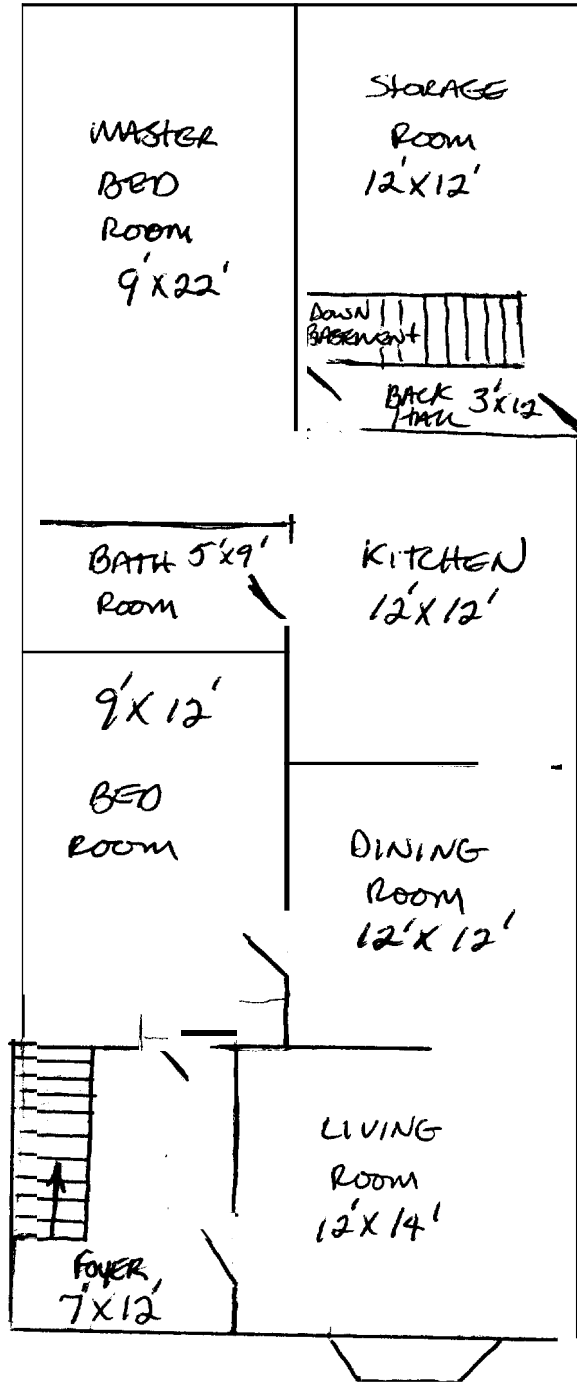 MASTER
BED
ROOM
9'X22'
STORAGE
ROOM
12'X12'
DOWN
BASEMENT
BACK 3'X12
HALL
BATH 5'X9'
ROOM
KITCHEN
12'X12'
9'X12'
BED
ROOM
DINING
ROOM
12'X12'
LIVING
ROOM
12'X14'
FOYER
7'X12'